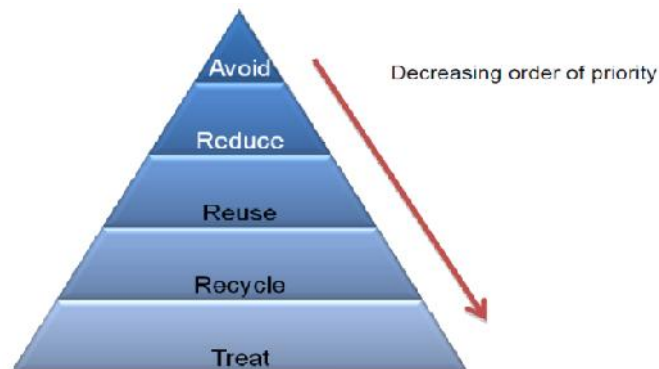 Avoid
Decreasing order of priority
Reduce
Reuse
Recycle
Treat